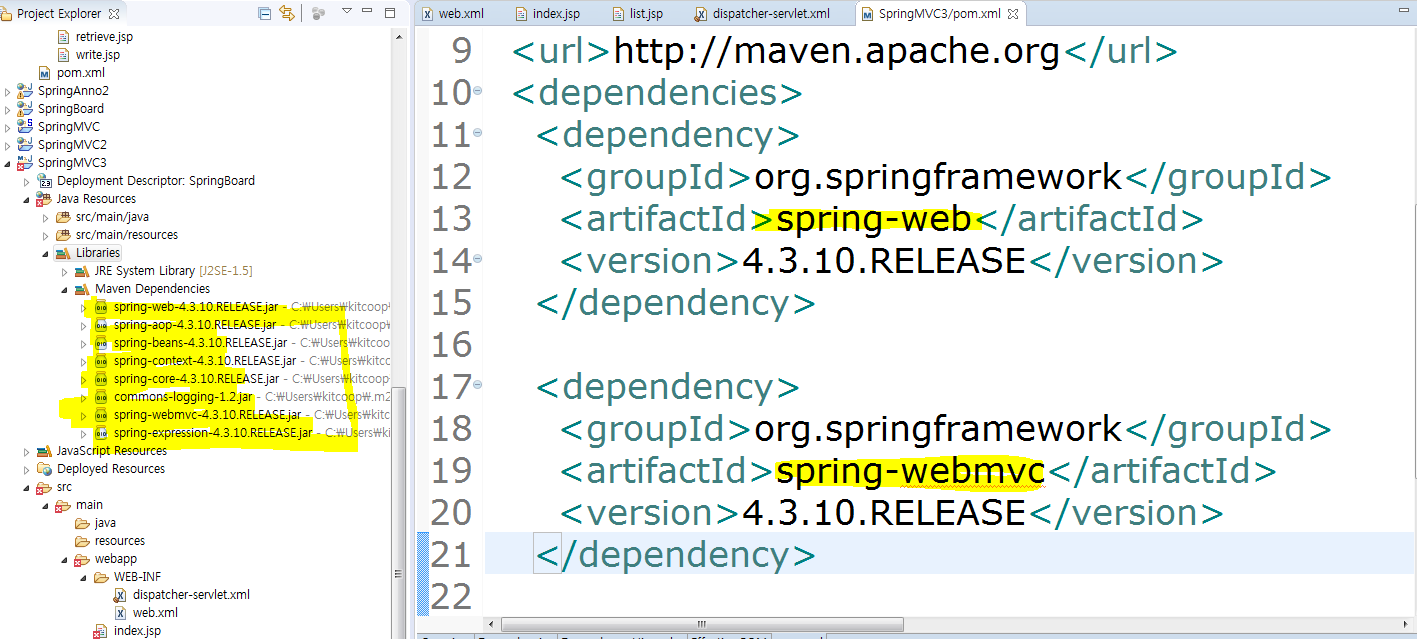 Project Explorer
retrieve.jsp
write.jsp
pom.xml
SpringAnno2
SpringBoard
SpringMVC
SpringMVC2
SpringMVC3
Deployment Descriptor: SpringBoard
Java Resources
src/main/java
src/main/resources
Libraries
JRE System Library [J2SE-1.5]
Maven Dependencies
spring-web-4.3.10.RELEASE.jar - C:₩Users₩kitcoop
spring-aop-4.3.10.RELEASE.jar - C:₩Users₩kitcoop₩
spring-beans-4.3.10.RELEASE.jar - C:₩Users₩kitcoo
spring-context-4.3.10.RELEASE.jar - C:₩Users₩kitco
spring-core-4.3.10.RELEASE.jar - C:₩Users₩kitcoop
commons-logging-1.2.jar - C:₩Users₩kitcoop₩.m2
spring-webmvc-4.3.10.RELEASE.jar - C:₩Users₩kitc
spring-expression-4.3.10.RELEASE.jar - C:₩Users₩ki
JavaScript Resources
Deployed Resources
src
main
java
resources
webapp
WEB-INF
dispatcher-servlet.xml
web.xml
index.jsp
web.xml index.jsp list.jsp dispatcher-servlet.xml SpringMVC3/pom.xml
9 <url>http://maven.apache.org</url>
10 <dependencies>
11 <dependency>
12 <groupId>org.springframework</groupId>
13 <artifactId>spring-web</artifactId>
14 <version>4.3.10.RELEASE</version>
15 </dependency>
16
17 <dependency>
18 <groupId>org.springframework</groupId>
19 <artifactId>spring-webmvc</artifactId>
20 <version>4.3.10.RELEASE</version>
21 </dependency>
22